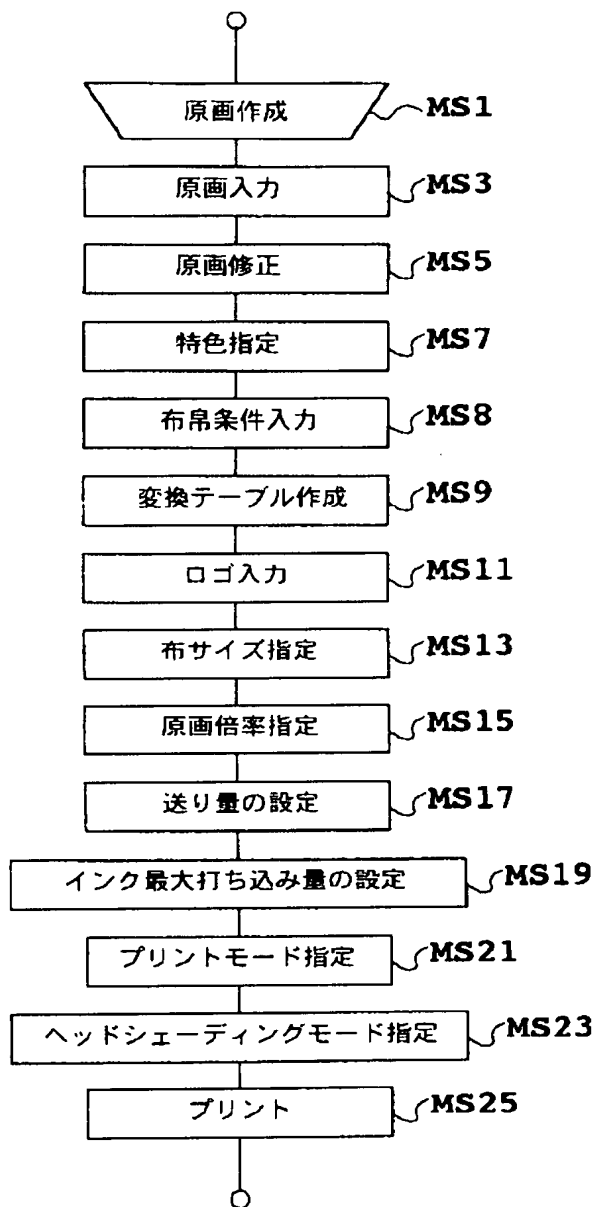 原画作成 MS1
原画入力 MS3
原画修正 MS5
特色指定 MS7
布帛条件入力 MS8
変換テーブル作成 MS9
ロゴ入力 MS11
布サイズ指定 MS13
原画倍率指定 MS15
送り量の設定 MS17
インク最大打ち込み量の設定 MS19
プリントモード指定 MS21
ヘッドシェーディングモード指定 MS23
プリント MS25